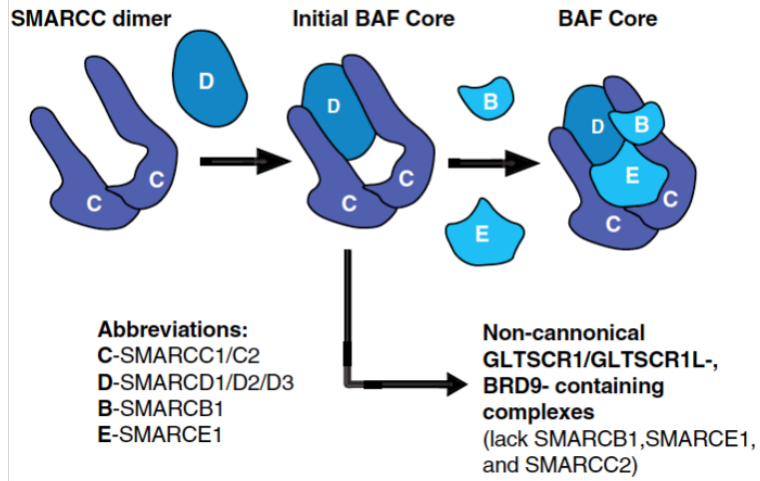 SMARCC dimer
Initial BAF Core
BAF Core
D
C
C
D
C
C
B
E
D
B
E
C
C
Abbreviations:
C-SMARCC1/C2
D-SMARCD1/D2/D3
B-SMARCB1
E-SMARCE1
Non-cannonical
GLTSCR1/GLTSCR1L-,
BRD9- containing
complexes
(lack SMARCB1,SMARCE1,
and SMARCC2)